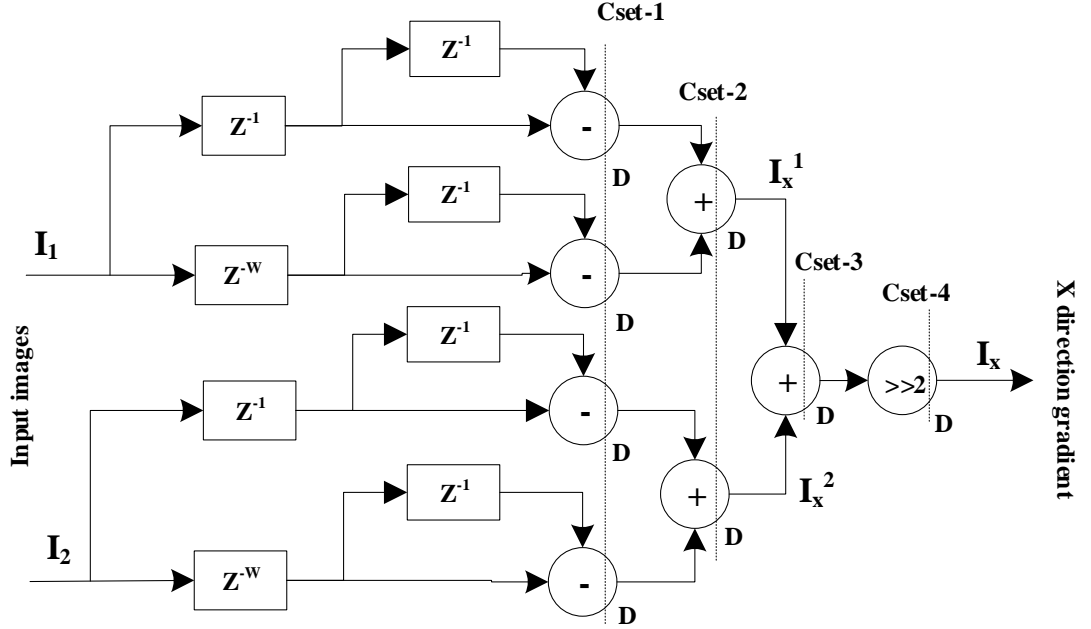 Cset-1
Z⁻¹
Cset-2
Z⁻¹
-
D
Z⁻¹
Iₓ¹
+
D
I₁
Z⁻ᵂ
-
Cset-3
Cset-4
D
Z⁻¹
Input images
X direction gradient
Z⁻¹
-
+
>>2
Iₓ
D
D
D
Z⁻¹
+
Iₓ²
D
I₂
Z⁻ᵂ
-
D